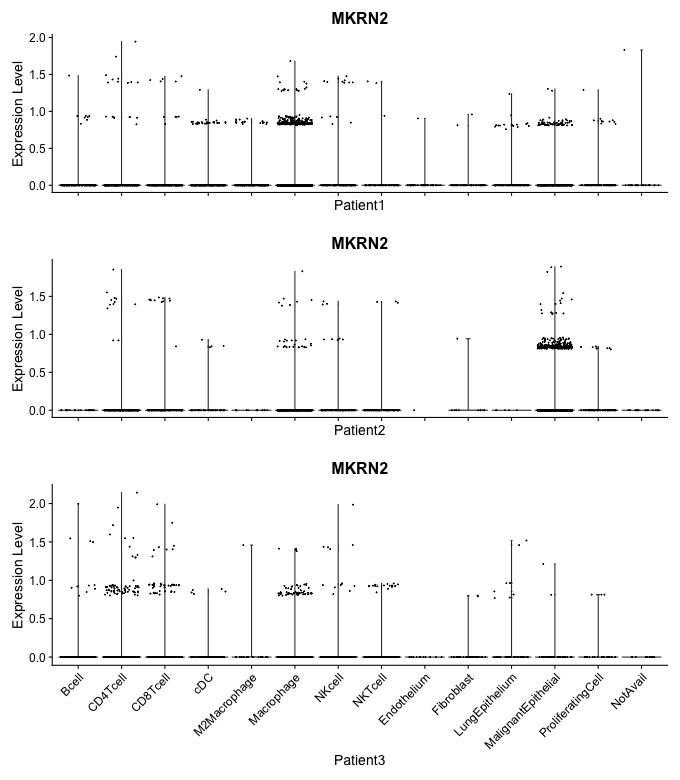 MKRN2
2.0
1.5
1.0
0.5
0.0
Expression Level
Patient1
MKRN2
1.5
1.0
0.5
0.0
Expression Level
Patient2
MKRN2
2.0
1.5
1.0
0.5
0.0
Expression Level
Bcell
CD4Tcell
CD8Tcell
cDC
M2Macrophage
Macrophage
NKcell
NKTcell
Endothelium
Fibroblast
LungEpithelium
MalignantEpithelial
ProliferatingCell
NotAvail
Patient3